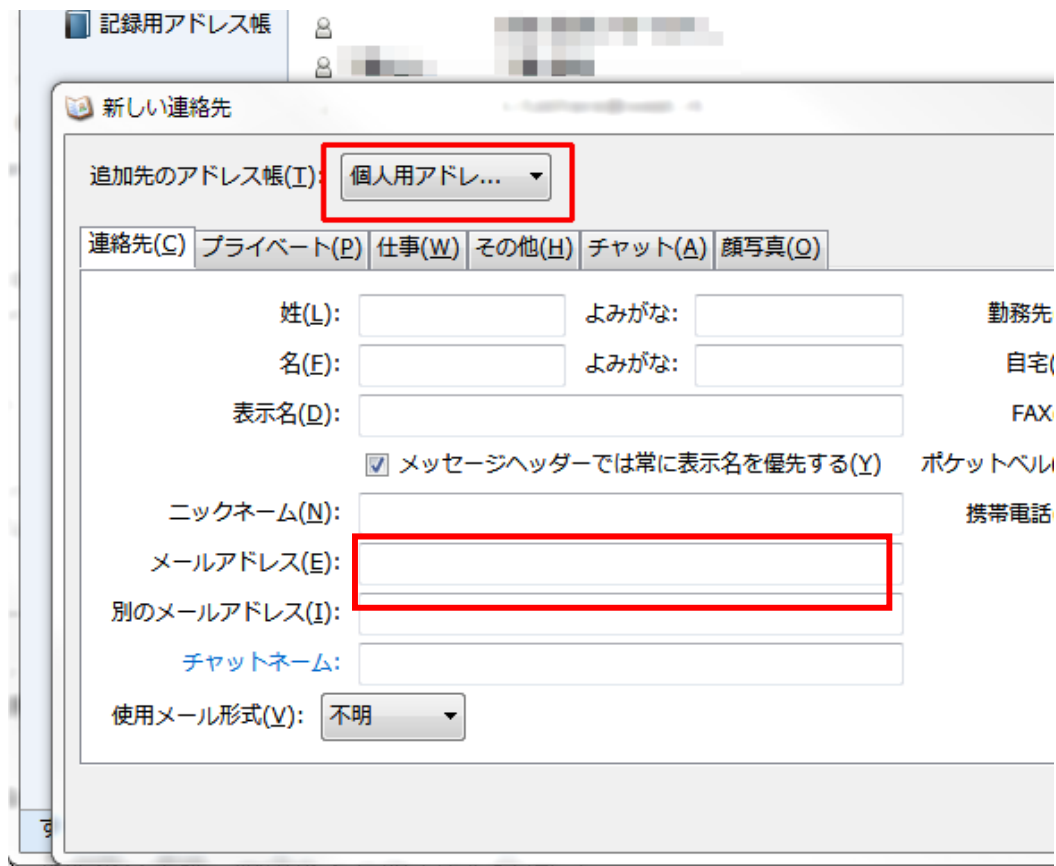 記録用アドレス帳
新しい連絡先
追加先のアドレス帳(T): 個人用アドレ...
連絡先(C) プライベート(P) 仕事(W) その他(H) チャット(A) 顔写真(O)
姓(L): よみがな: 勤務先
名(F): よみがな: 自宅(
表示名(D): FAX
メッセージヘッダーでは常に表示名を優先する(Y) ポケットベル(
ニックネーム(N): 携帯電話
メールアドレス(E):
別のメールアドレス(I):
チャットネーム:
使用メール形式(V): 不明
す